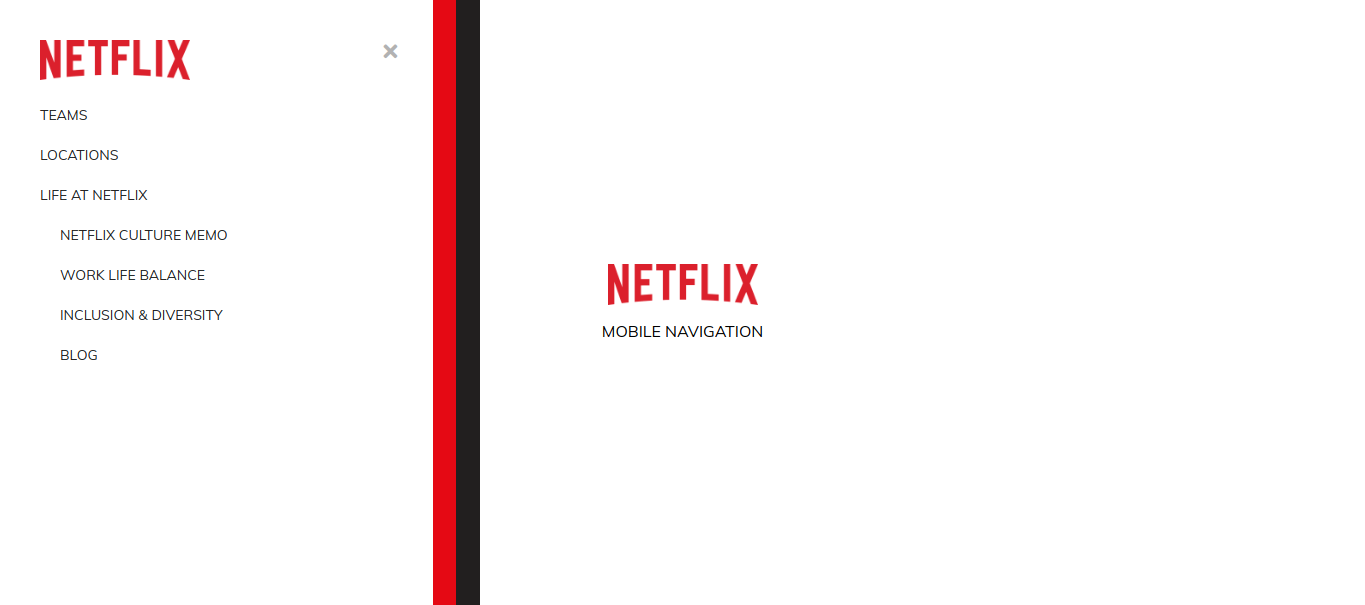 NETFLIX
TEAMS
LOCATIONS
LIFE AT NETFLIX
NETFLIX CULTURE MEMO
WORK LIFE BALANCE
INCLUSION & DIVERSITY
BLOG
NETFLIX
MOBILE NAVIGATION